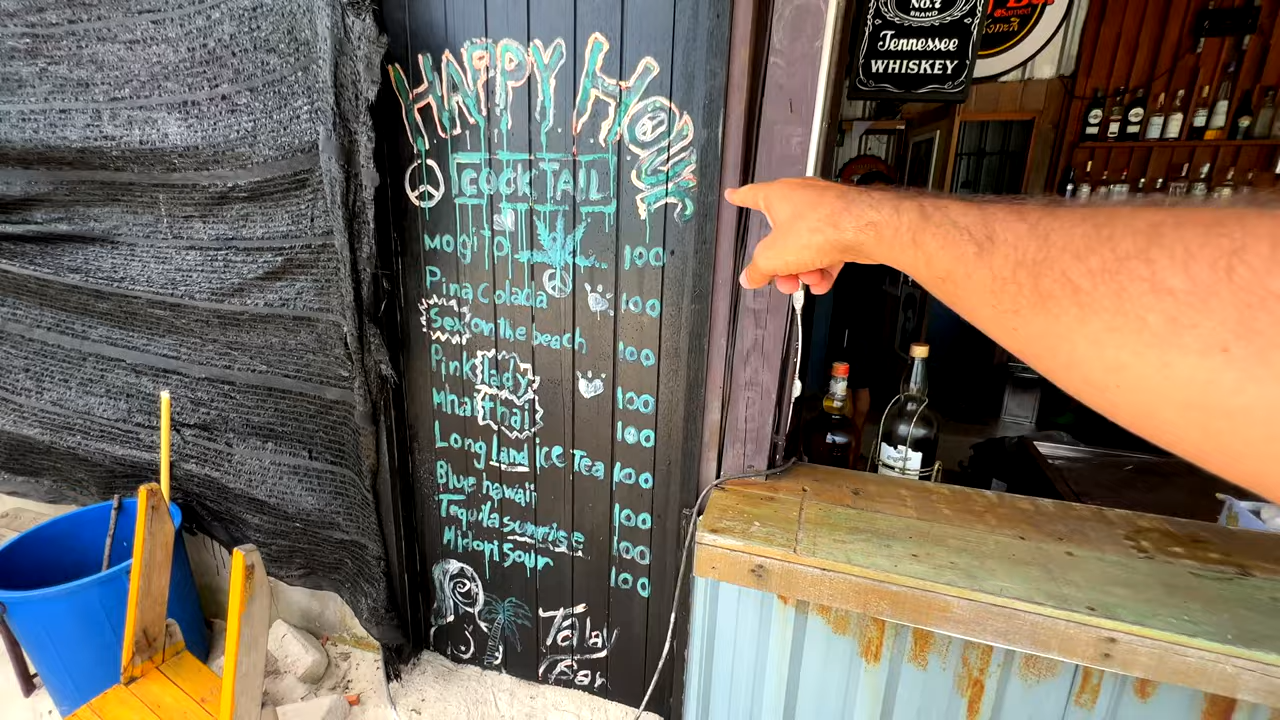 HAPPY HOUR
COCKTAIL
Mogito 100
Pina Colada 100
Sex on the beach 100
Pink lady 100
Mhai thai 100
Long land Ice Tea 100
Blue hawaii 100
Tequila sunrise 100
Midori Sour 100
Talay
Bar
No.7
BRAND
Tennessee
WHISKEY